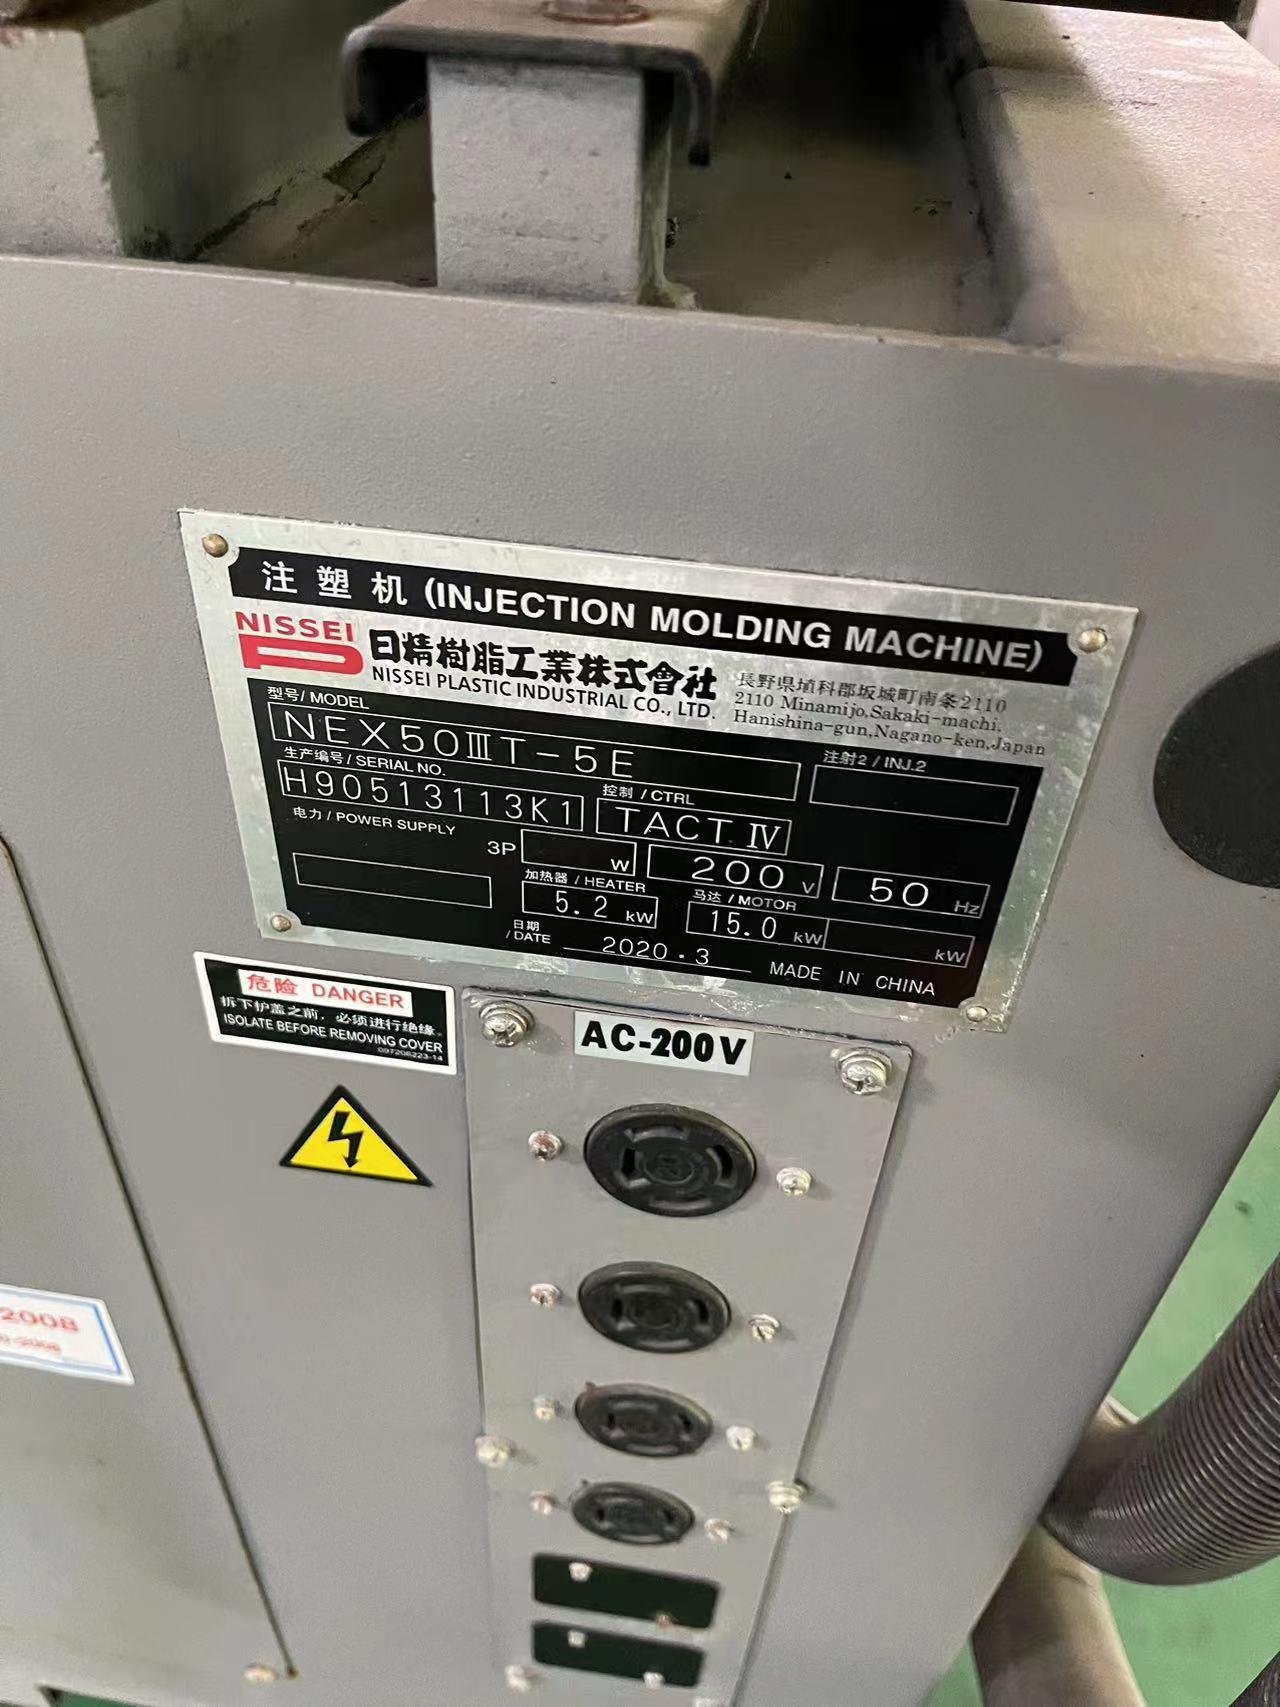 注塑机 (INJECTION MOLDING MACHINE)
NISSEI
日精樹脂工業株式會社
NISSEI PLASTIC INDUSTRIAL CO., LTD.
長野県埴科郡坂城町南条2110
2110 Minamijo,Sakaki-machi,
Hanishina-gun,Nagano-ken,Japan
型号/ MODEL
NEX50ⅢT-5E
注射2 / INJ.2
生产编号/ SERIAL NO.
H90513113K1
控制 / CTRL
TACT Ⅳ
电力 / POWER SUPPLY
3P W 200 V 50 Hz
加热器 / HEATER
5.2 kW
马达 / MOTOR
15.0 kW kW
日期
/DATE 2020.3
MADE IN CHINA
危险 DANGER
拆下护盖之前，必须进行绝缘。
ISOLATE BEFORE REMOVING COVER
097206223-14
AC-200V
2008